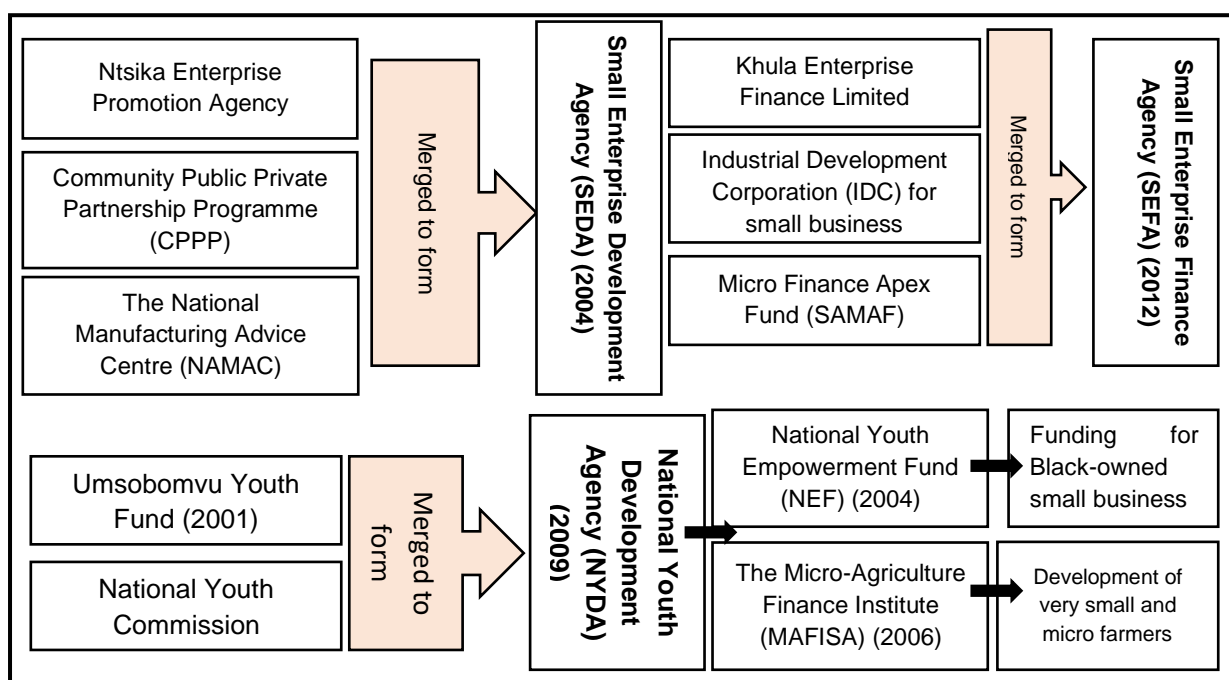 Ntsika Enterprise
Promotion Agency
Community Public Private
Partnership Programme
(CPPP)
The National
Manufacturing Advice
Centre (NAMAC)
Merged to form
Small Enterprise Development
Agency (SEDA) (2004)
Khula Enterprise
Finance Limited
Industrial Development
Corporation (IDC) for
small business
Micro Finance Apex
Fund (SAMAF)
Merged to form
Small Enterprise Finance
Agency (SEFA) (2012)
Umsobomvu Youth
Fund (2001)
National Youth
Commission
Merged to
form
National Youth
Development
Agency (NYDA)
(2009)
National Youth
Empowerment Fund
(NEF) (2004)
Funding for
Black-owned
small business
The Micro-Agriculture
Finance Institute
(MAFISA) (2006)
Development of
very small and
micro farmers